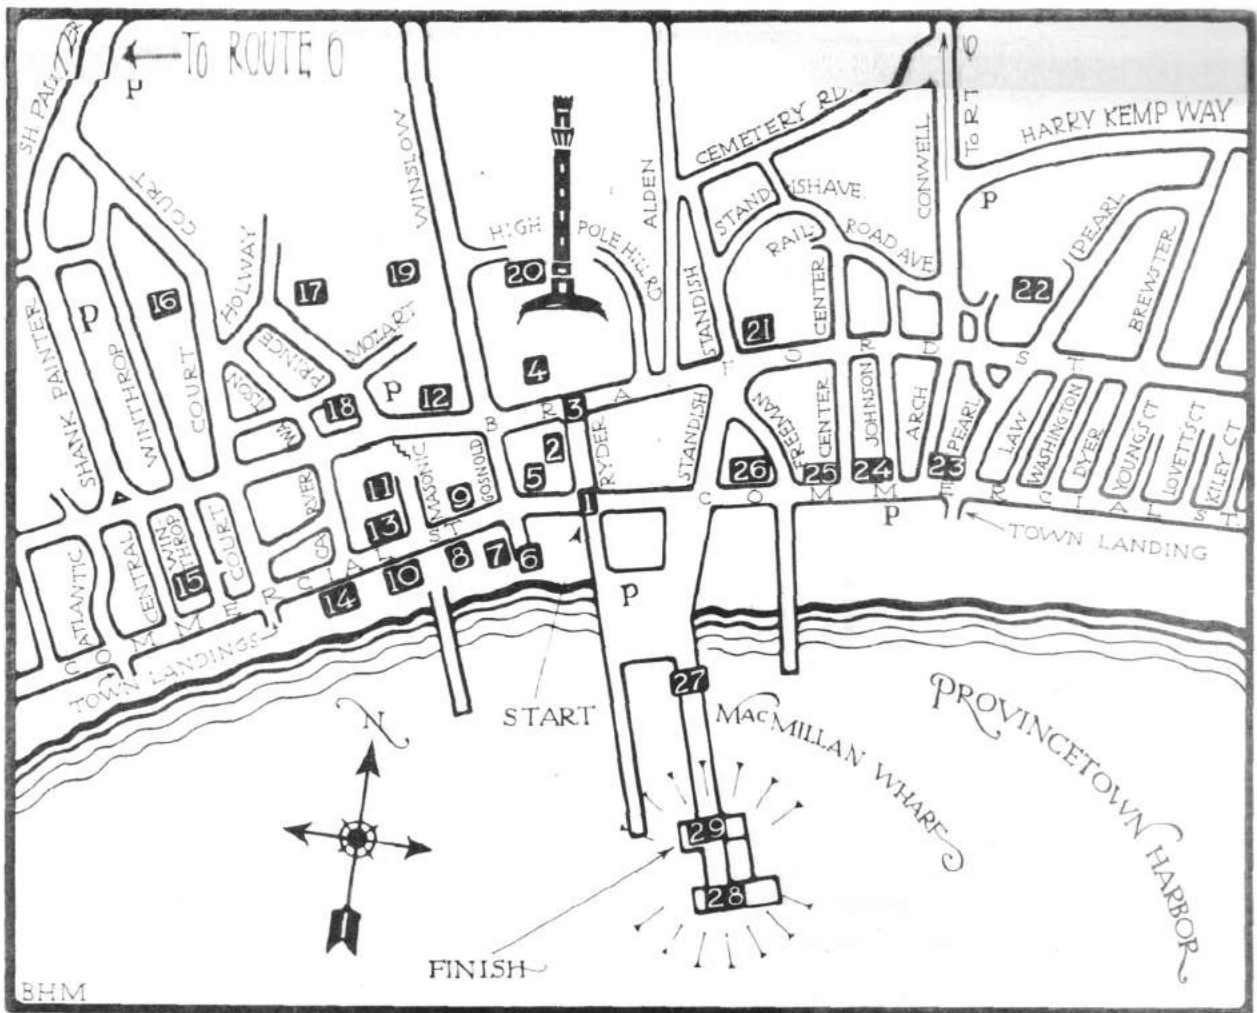 To ROUTE 6
P
SH. PAINTER
COURT
HOLWAY
WINSLOW
HIGH
POLE HILL RD
ALDEN
CEMETERY RD.
STANDISH AVE.
RAILROAD AVE.
CONWELL
To RT 6
HARRY KEMP WAY
P
PEARL
BREWSTER
16
17
19
20
22
P
PRINCE
MOZART
STANDISH
CENTER
21
SHANK PAINTER
WINTHROP
COURT
18
P
12
4
3
BRADFORD ST
2
5
RYDER
STANDISH
FREEMAN
CENTER
JOHNSON
ARCH
PEARL
LAW
WASHINGTON
DYER
YOUNGS CT
LOVETTS CT
KILEY CT
26
25
24
23
11
13
MASONIC
9
GOSNOLD
1
ATLANTIC
CENTRAL
WINTHROP
15
COURT
14
10
8
7
6
COMMERCIAL ST
COMMERCIAL ST.
P
P
TOWN LANDING
TOWN LANDINGS
START
N
27
MACMILLAN WHARF
PROVINCETOWN HARBOR
29
28
FINISH
BHM